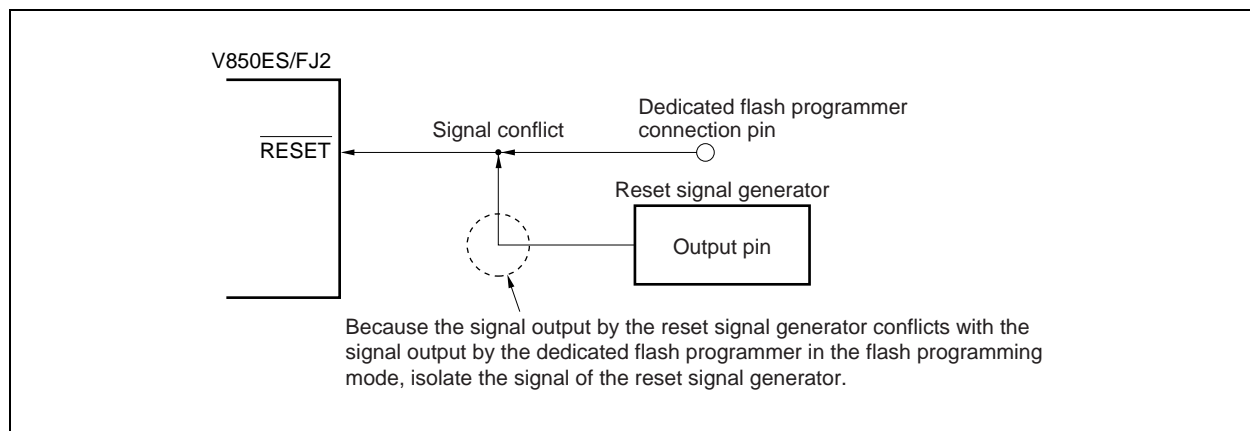 V850ES/FJ2
Dedicated flash programmer
connection pin
Signal conflict
RESET
Reset signal generator
Output pin
Because the signal output by the reset signal generator conflicts with the
signal output by the dedicated flash programmer in the flash programming
mode, isolate the signal of the reset signal generator.